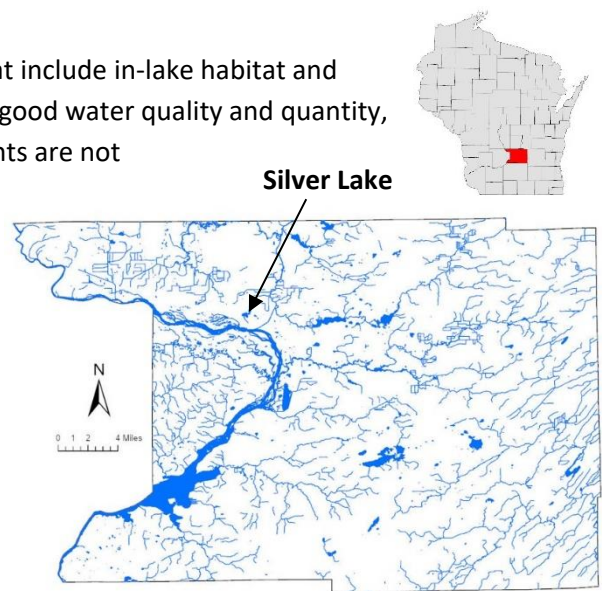 t include in-lake habitat and
good water quality and quantity,
nts are not
Silver Lake
N
0 1 2 4 Miles